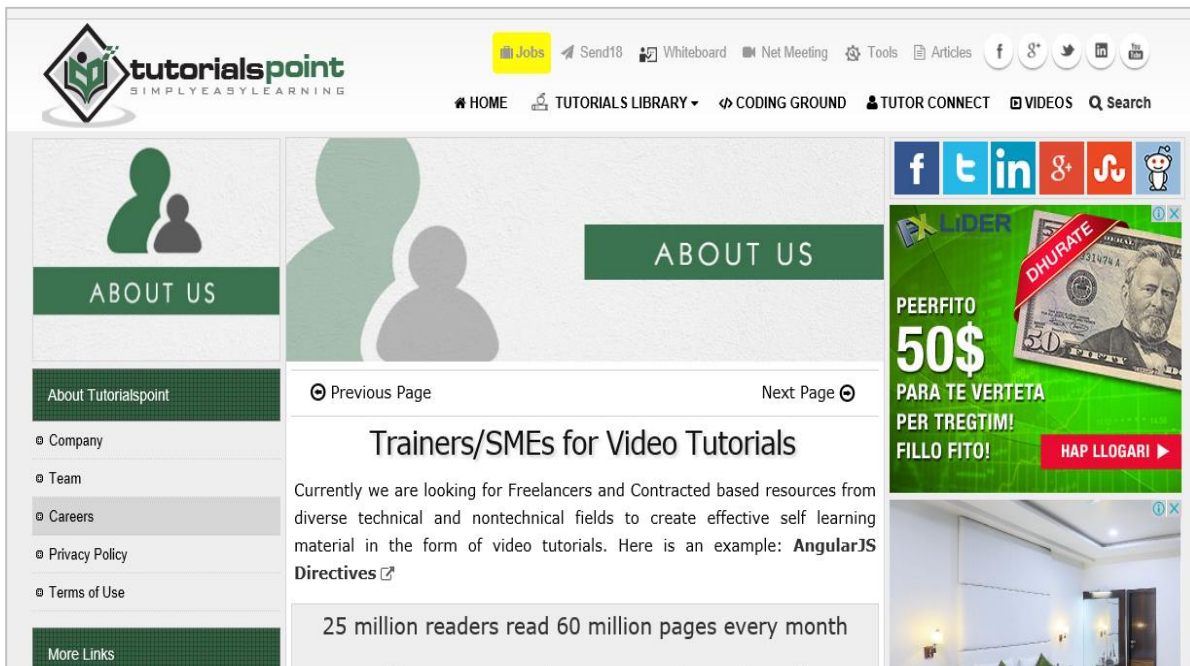 Jobs
Send18
Whiteboard
Net Meeting
Tools
Articles
tutorialspoint
SIMPLYEASYLEARNING
HOME
TUTORIALS LIBRARY
CODING GROUND
TUTOR CONNECT
VIDEOS
Search
ABOUT US
About Tutorialspoint
Company
Team
Careers
Privacy Policy
Terms of Use
More Links
ABOUT US
Previous Page
Next Page
Trainers/SMEs for Video Tutorials
Currently we are looking for Freelancers and Contracted based resources from
diverse technical and nontechnical fields to create effective self learning
material in the form of video tutorials. Here is an example: AngularJS
Directives
25 million readers read 60 million pages every month
FX LiDER
DHURATE
PEERFITO
50$
PARA TE VERTETA
PER TREGTIM!
FILLO FITO!
HAP LLOGARI